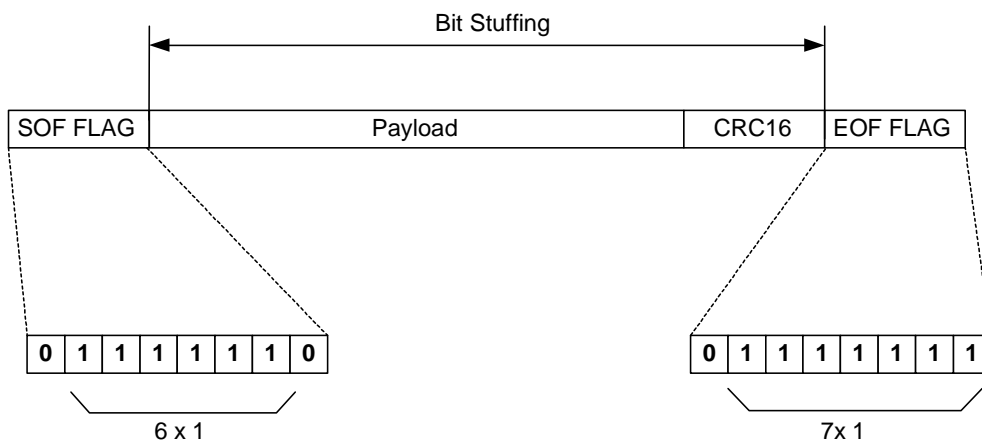 Bit Stuffing
SOF FLAG Payload CRC16 EOF FLAG
0 1 1 1 1 1 1 0 0 1 1 1 1 1 1 1
6 x 1 7x 1